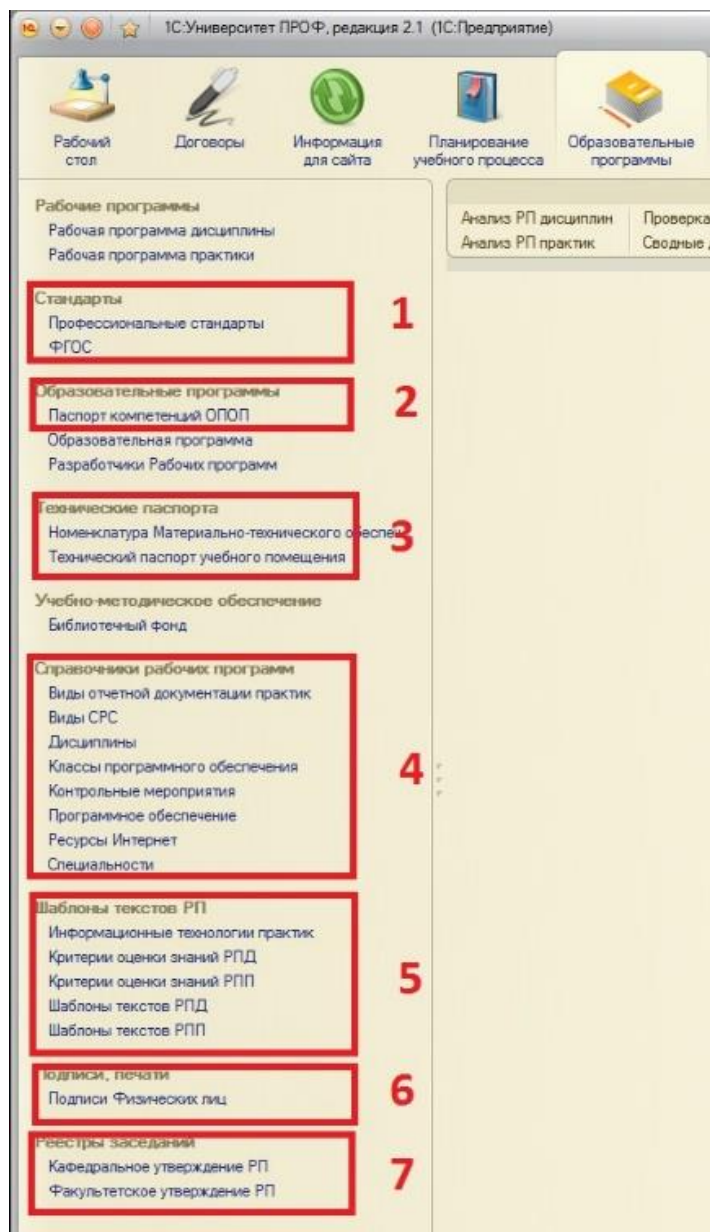 1С:Университет ПРОФ, редакция 2.1 (1С:Предприятие)
Рабочий стол
Договоры
Информация для сайта
Планирование учебного процесса
Образовательные программы
Рабочие программы
Рабочая программа дисциплины
Рабочая программа практики
Анализ РП дисциплин
Проверка
Анализ РП практик
Сводные
Стандарты
Профессиональные стандарты
ФГОС
1
Образовательные программы
Паспорт компетенций ОПОП
2
Образовательная программа
Разработчики Рабочих программ
Технические паспорта
Номенклатура Материально-технического обеспеч
Технический паспорт учебного помещения
3
Учебно-методическое обеспечение
Библиотечный фонд
Справочники рабочих программ
Виды отчетной документации практик
Виды СРС
Дисциплины
Классы программного обеспечения
Контрольные мероприятия
Программное обеспечение
Ресурсы Интернет
Специальности
4
Шаблоны текстов РП
Информационные технологии практик
Критерии оценки знаний РПД
Критерии оценки знаний РПП
Шаблоны текстов РПД
Шаблоны текстов РПП
5
Подписи, печати
Подписи Физических лиц
6
Реестры заседаний
Кафедральное утверждение РП
Факультетское утверждение РП
7